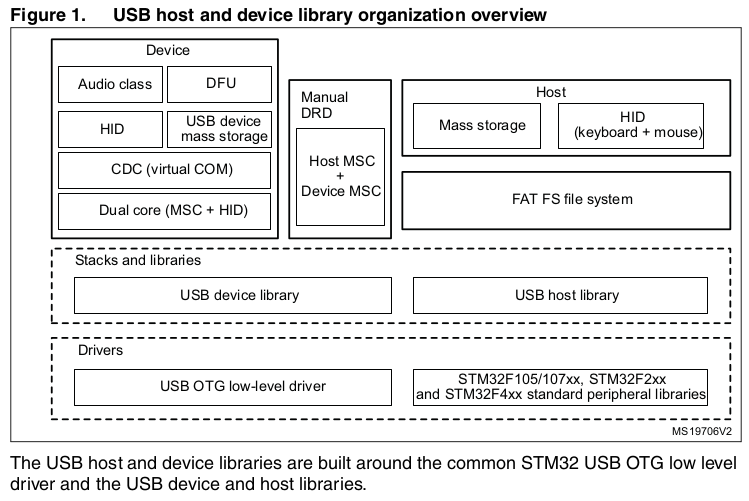 Figure 1. USB host and device library organization overview
Device
Audio class
DFU
HID
USB device
mass storage
CDC (virtual COM)
Dual core (MSC + HID)
Manual
DRD
Host MSC
+
Device MSC
Host
Mass storage
HID
(keyboard + mouse)
FAT FS file system
Stacks and libraries
USB device library
USB host library
Drivers
USB OTG low-level driver
STM32F105/107xx, STM32F2xx
and STM32F4xx standard peripheral libraries
MS19706V2
The USB host and device libraries are built around the common STM32 USB OTG low level
driver and the USB device and host libraries.